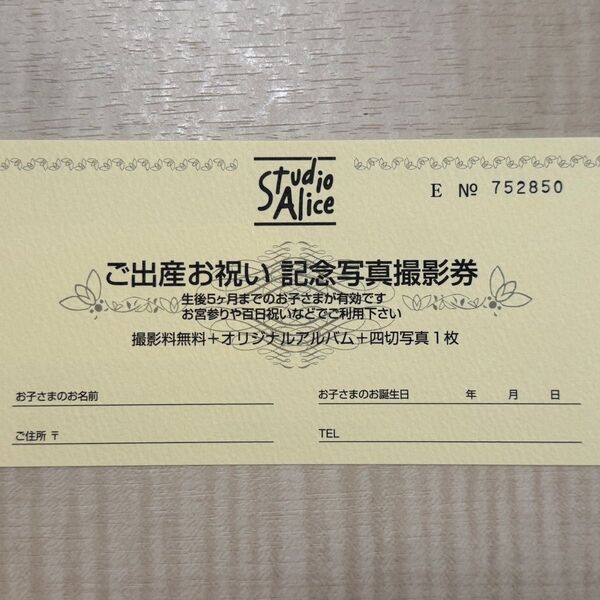 Studio
Alice
E № 752850
ご出産お祝い 記念写真撮影券
生後5ヶ月までのお子さまが有効です
お宮参りや百日祝いなどでご利用下さい
撮影料無料＋オリジナルアルバム＋四切写真1枚
お子さまのお名前
お子さまのお誕生日 年 月 日
ご住所 〒
TEL